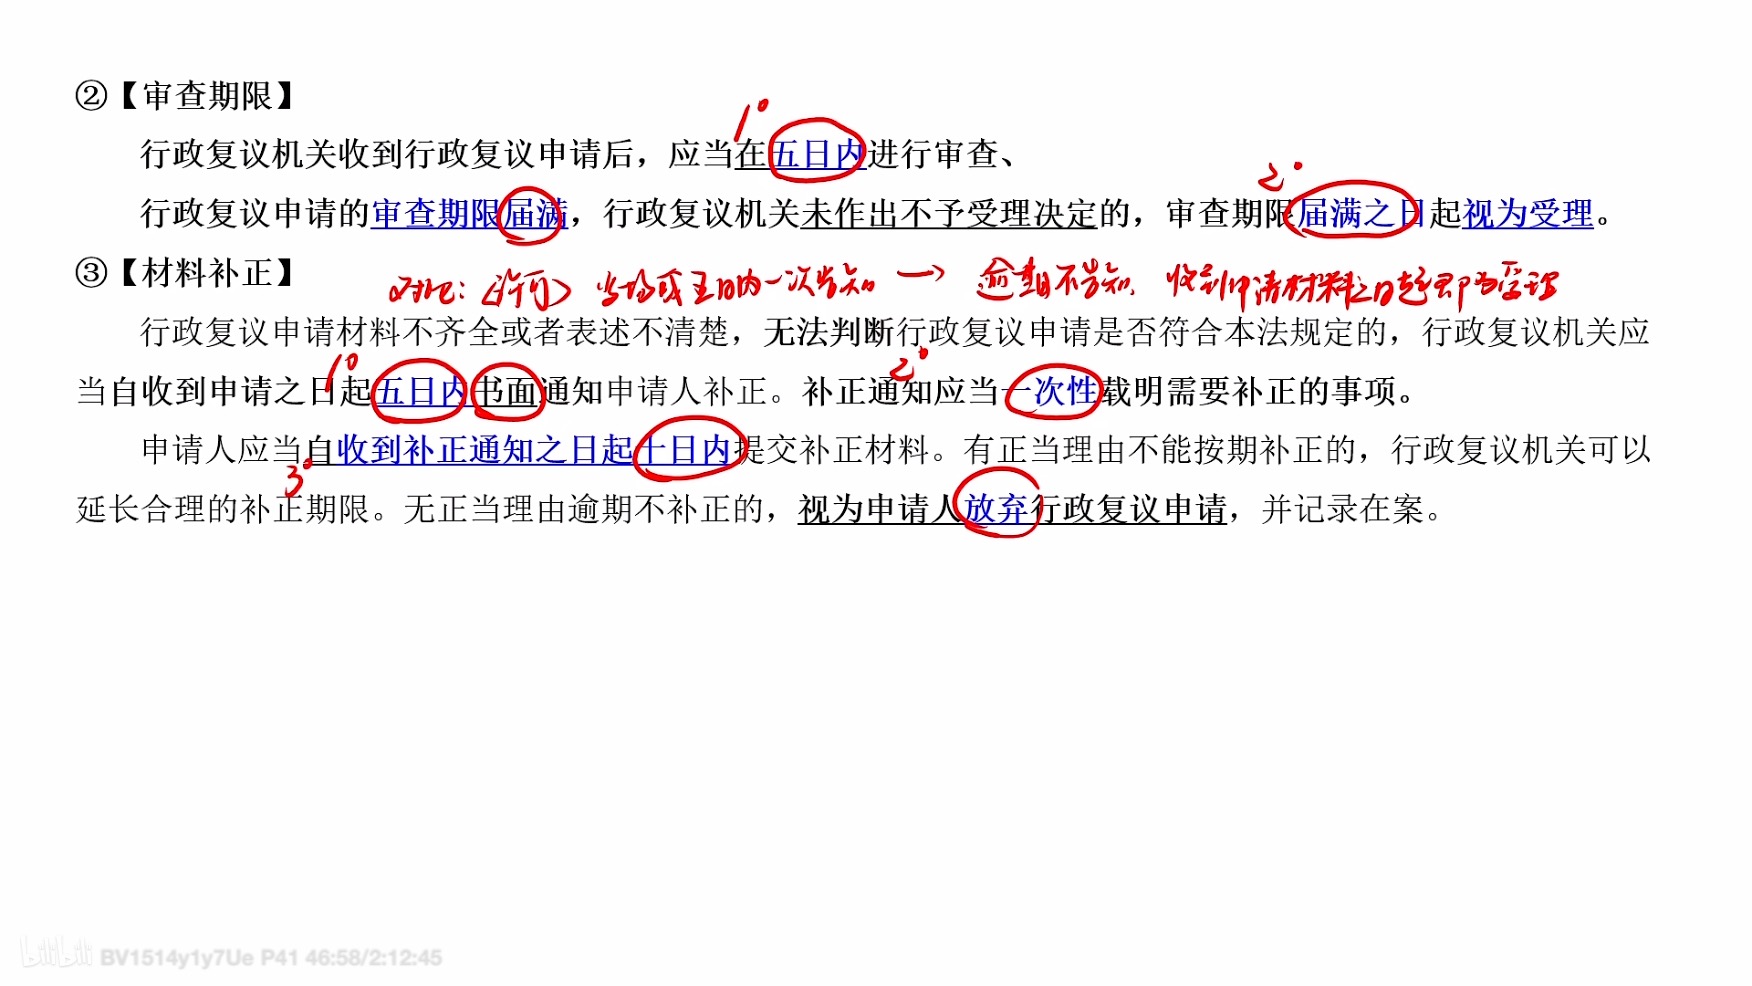 ②【审查期限】
1°
行政复议机关收到行政复议申请后，应当在五日内进行审查、
2°
行政复议申请的审查期限届满，行政复议机关未作出不予受理决定的，审查期限届满之日起视为受理。
③【材料补正】
对比：《许可》当场或五日内一次告知 → 逾期不告知，收到申请材料之日起即为受理
行政复议申请材料不齐全或者表述不清楚，无法判断行政复议申请是否符合本法规定的，行政复议机关应
1° 2°
当自收到申请之日起五日内书面通知申请人补正。补正通知应当一次性载明需要补正的事项。
申请人应当自收到补正通知之日起十日内提交补正材料。有正当理由不能按期补正的，行政复议机关可以
3°
延长合理的补正期限。无正当理由逾期不补正的，视为申请人放弃行政复议申请，并记录在案。
bilibili BV1514y1y7Ue P41 46:58/2:12:45